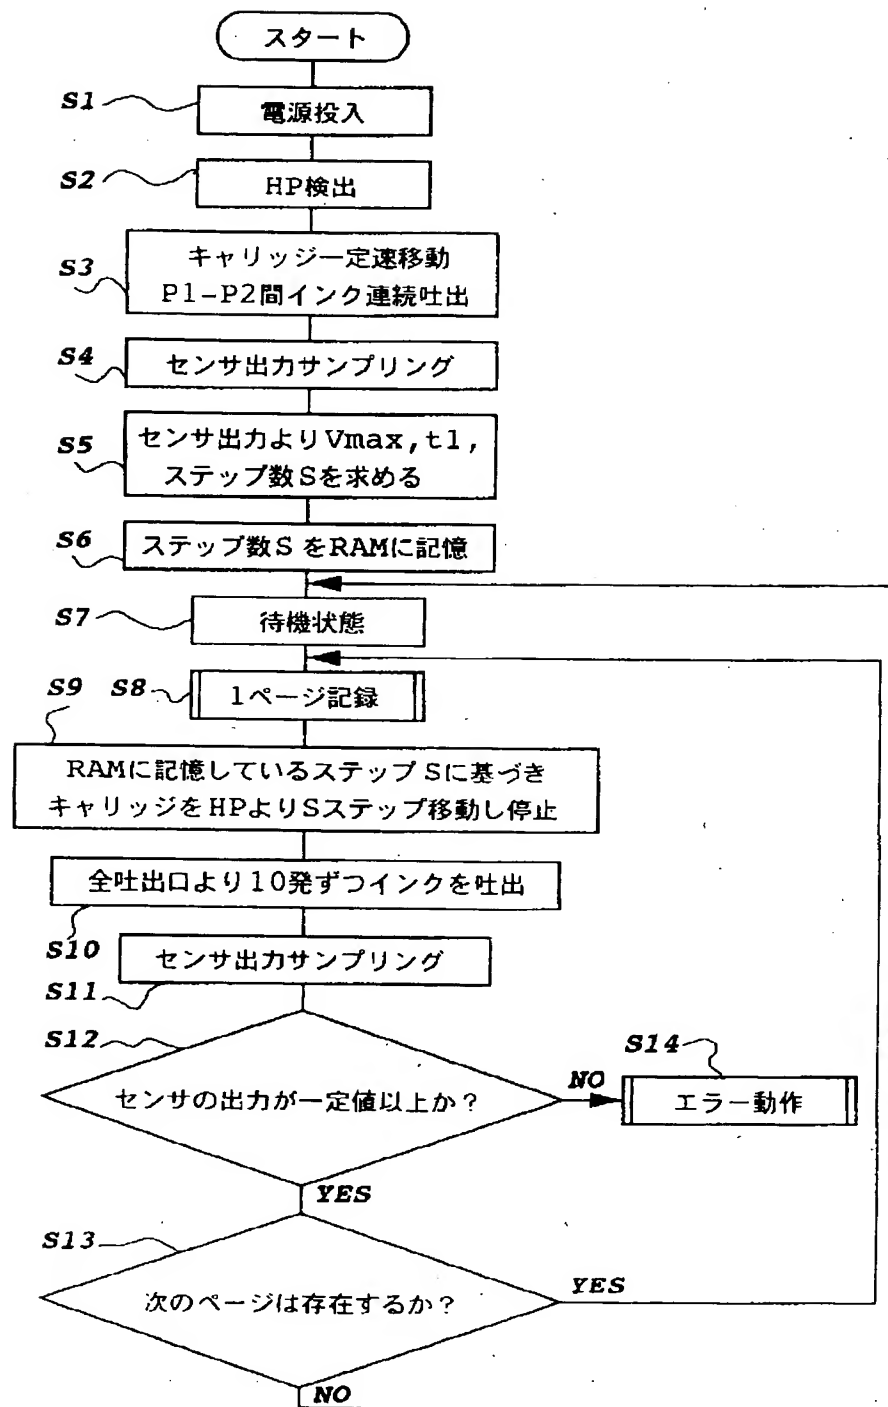 スタート
S1
電源投入
S2
HP検出
S3
キャリッジ一定速移動
P1-P2間インク連続吐出
S4
センサ出力サンプリング
S5
センサ出力よりVmax,t1,
ステップ数Sを求める
S6
ステップ数SをRAMに記憶
S7
待機状態
S9 S8
1ページ記録
RAMに記憶しているステップSに基づき
キャリッジをHPよりSステップ移動し停止
全吐出口より10発ずつインクを吐出
S10
センサ出力サンプリング
S11
S12
センサの出力が一定値以上か?
NO
S14
エラー動作
YES
S13
次のページは存在するか?
YES
NO